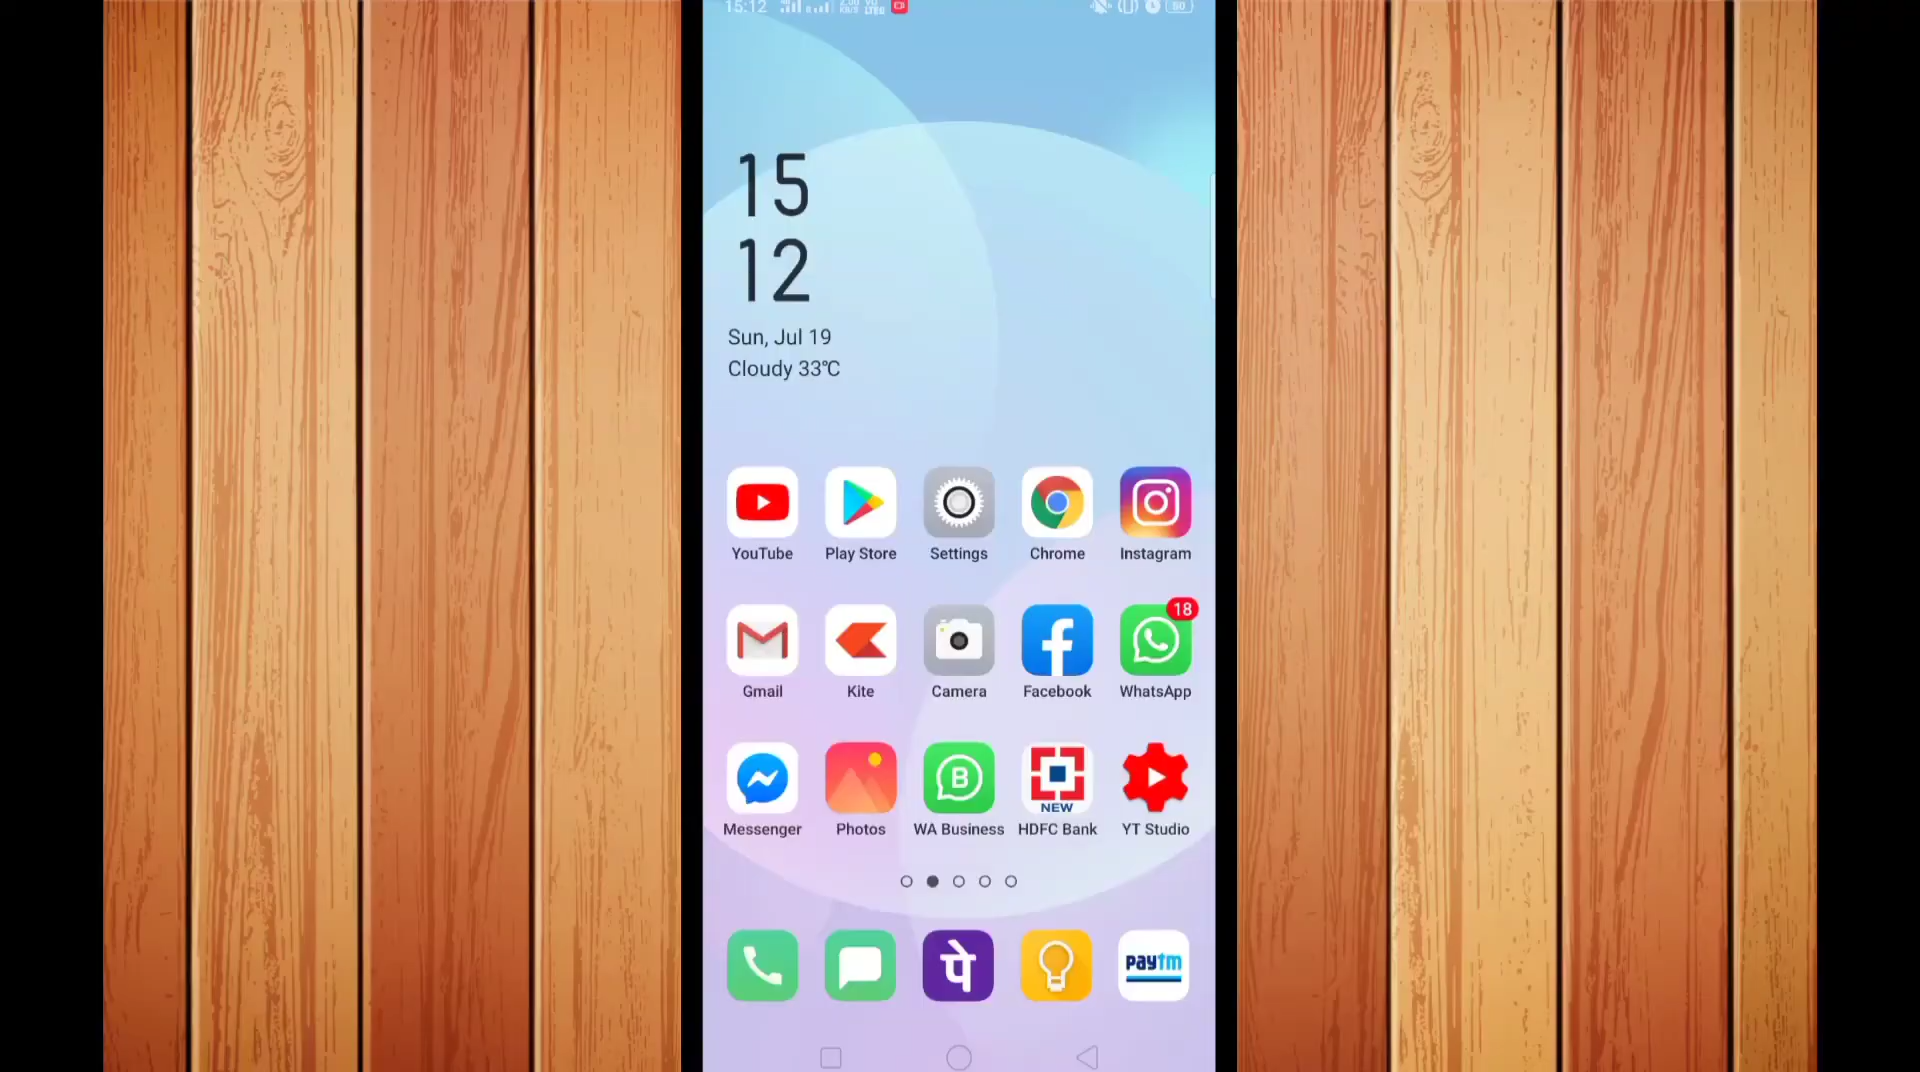 15:12
80
15
12
Sun, Jul 19
Cloudy 33℃
YouTube Play Store Settings Chrome Instagram
18
Gmail Kite Camera Facebook WhatsApp
B
NEW
Messenger Photos WA Business HDFC Bank YT Studio
पे paytm